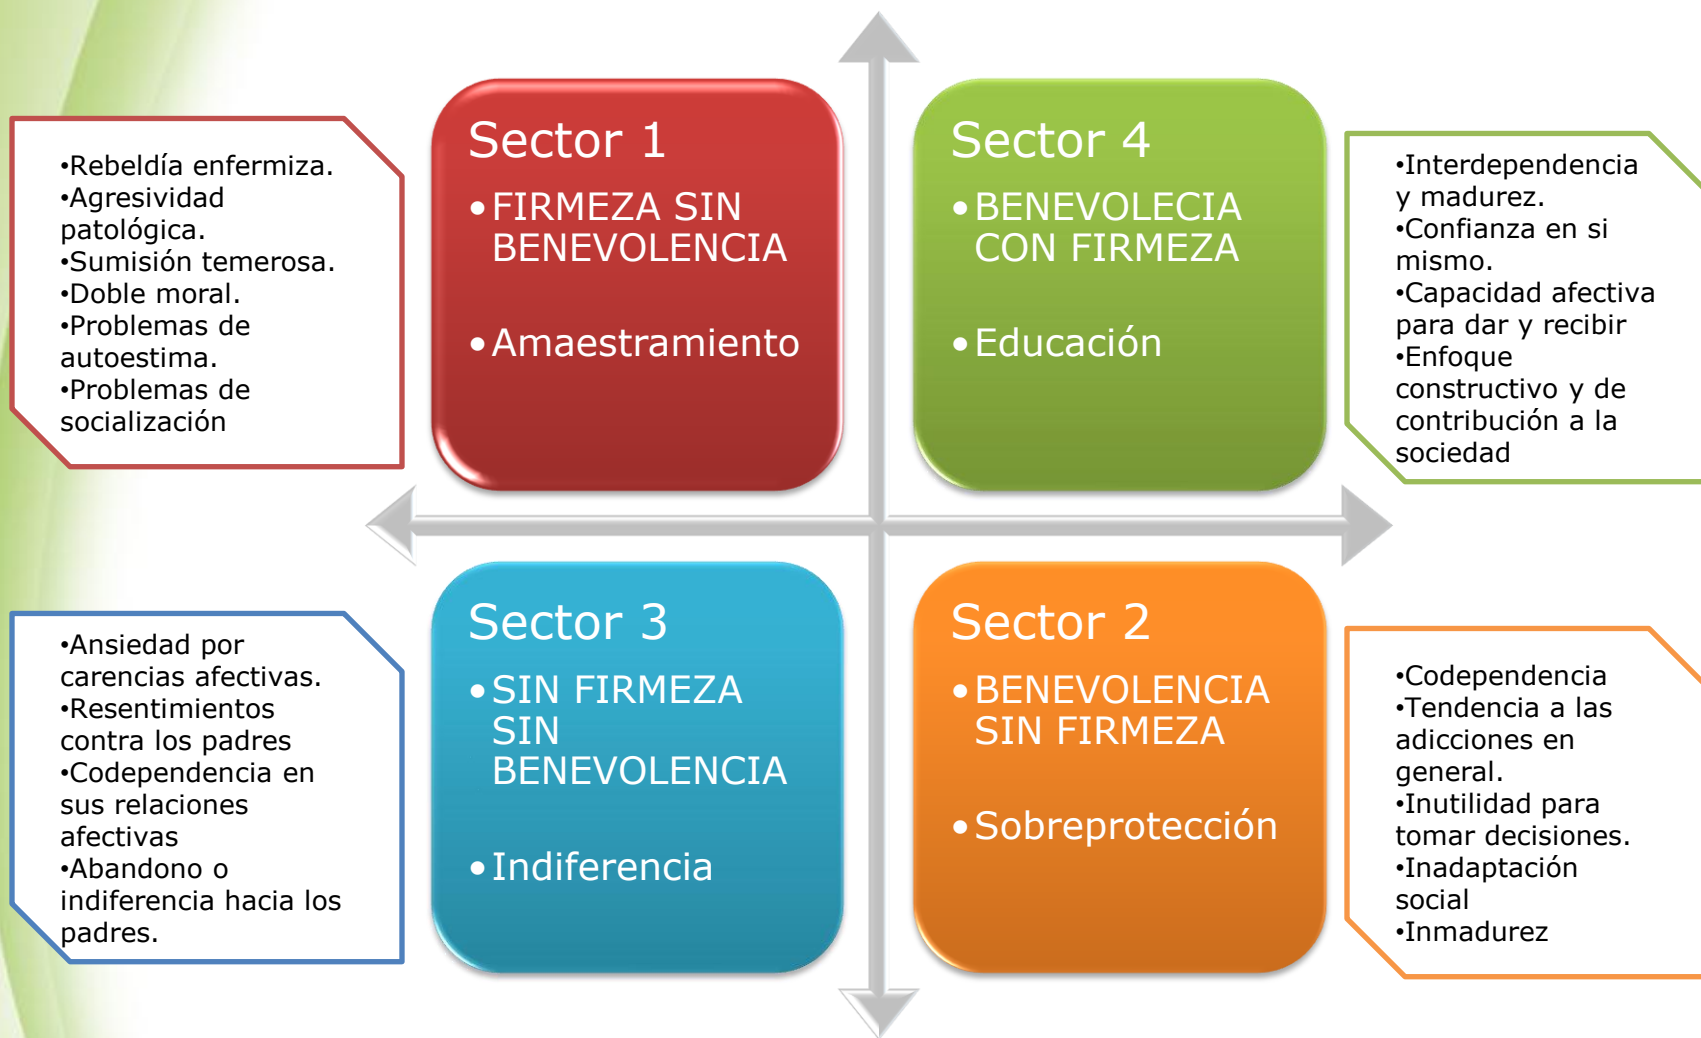 •Rebeldía enfermiza.
•Agresividad
patológica.
•Sumisión temerosa.
•Doble moral.
•Problemas de
autoestima.
•Problemas de
socialización
Sector 1
•FIRMEZA SIN
BENEVOLENCIA
•Amaestramiento
Sector 4
•BENEVOLECIA
CON FIRMEZA
•Educación
•Interdependencia
y madurez.
•Confianza en si
mismo.
•Capacidad afectiva
para dar y recibir
•Enfoque
constructivo y de
contribución a la
sociedad
•Ansiedad por
carencias afectivas.
•Resentimientos
contra los padres
•Codependencia en
sus relaciones
afectivas
•Abandono o
indiferencia hacia los
padres.
Sector 3
•SIN FIRMEZA
SIN
BENEVOLENCIA
•Indiferencia
Sector 2
•BENEVOLENCIA
SIN FIRMEZA
•Sobreprotección
•Codependencia
•Tendencia a las
adicciones en
general.
•Inutilidad para
tomar decisiones.
•Inadaptación
social
•Inmadurez